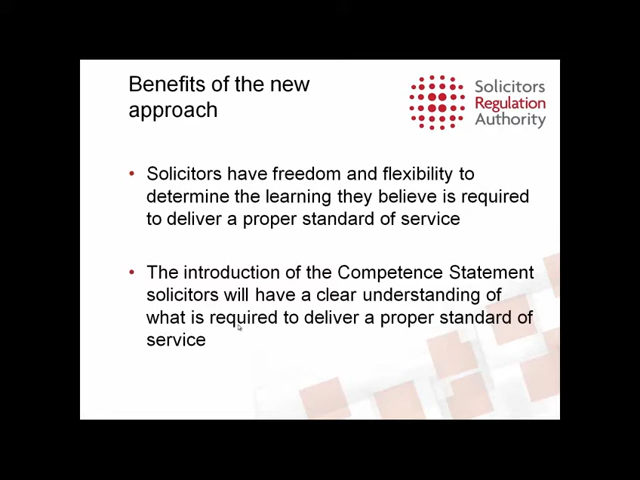 Benefits of the new
approach
Solicitors
Regulation
Authority
• Solicitors have freedom and flexibility to
determine the learning they believe is required
to deliver a proper standard of service
• The introduction of the Competence Statement
solicitors will have a clear understanding of
what is required to deliver a proper standard of
service